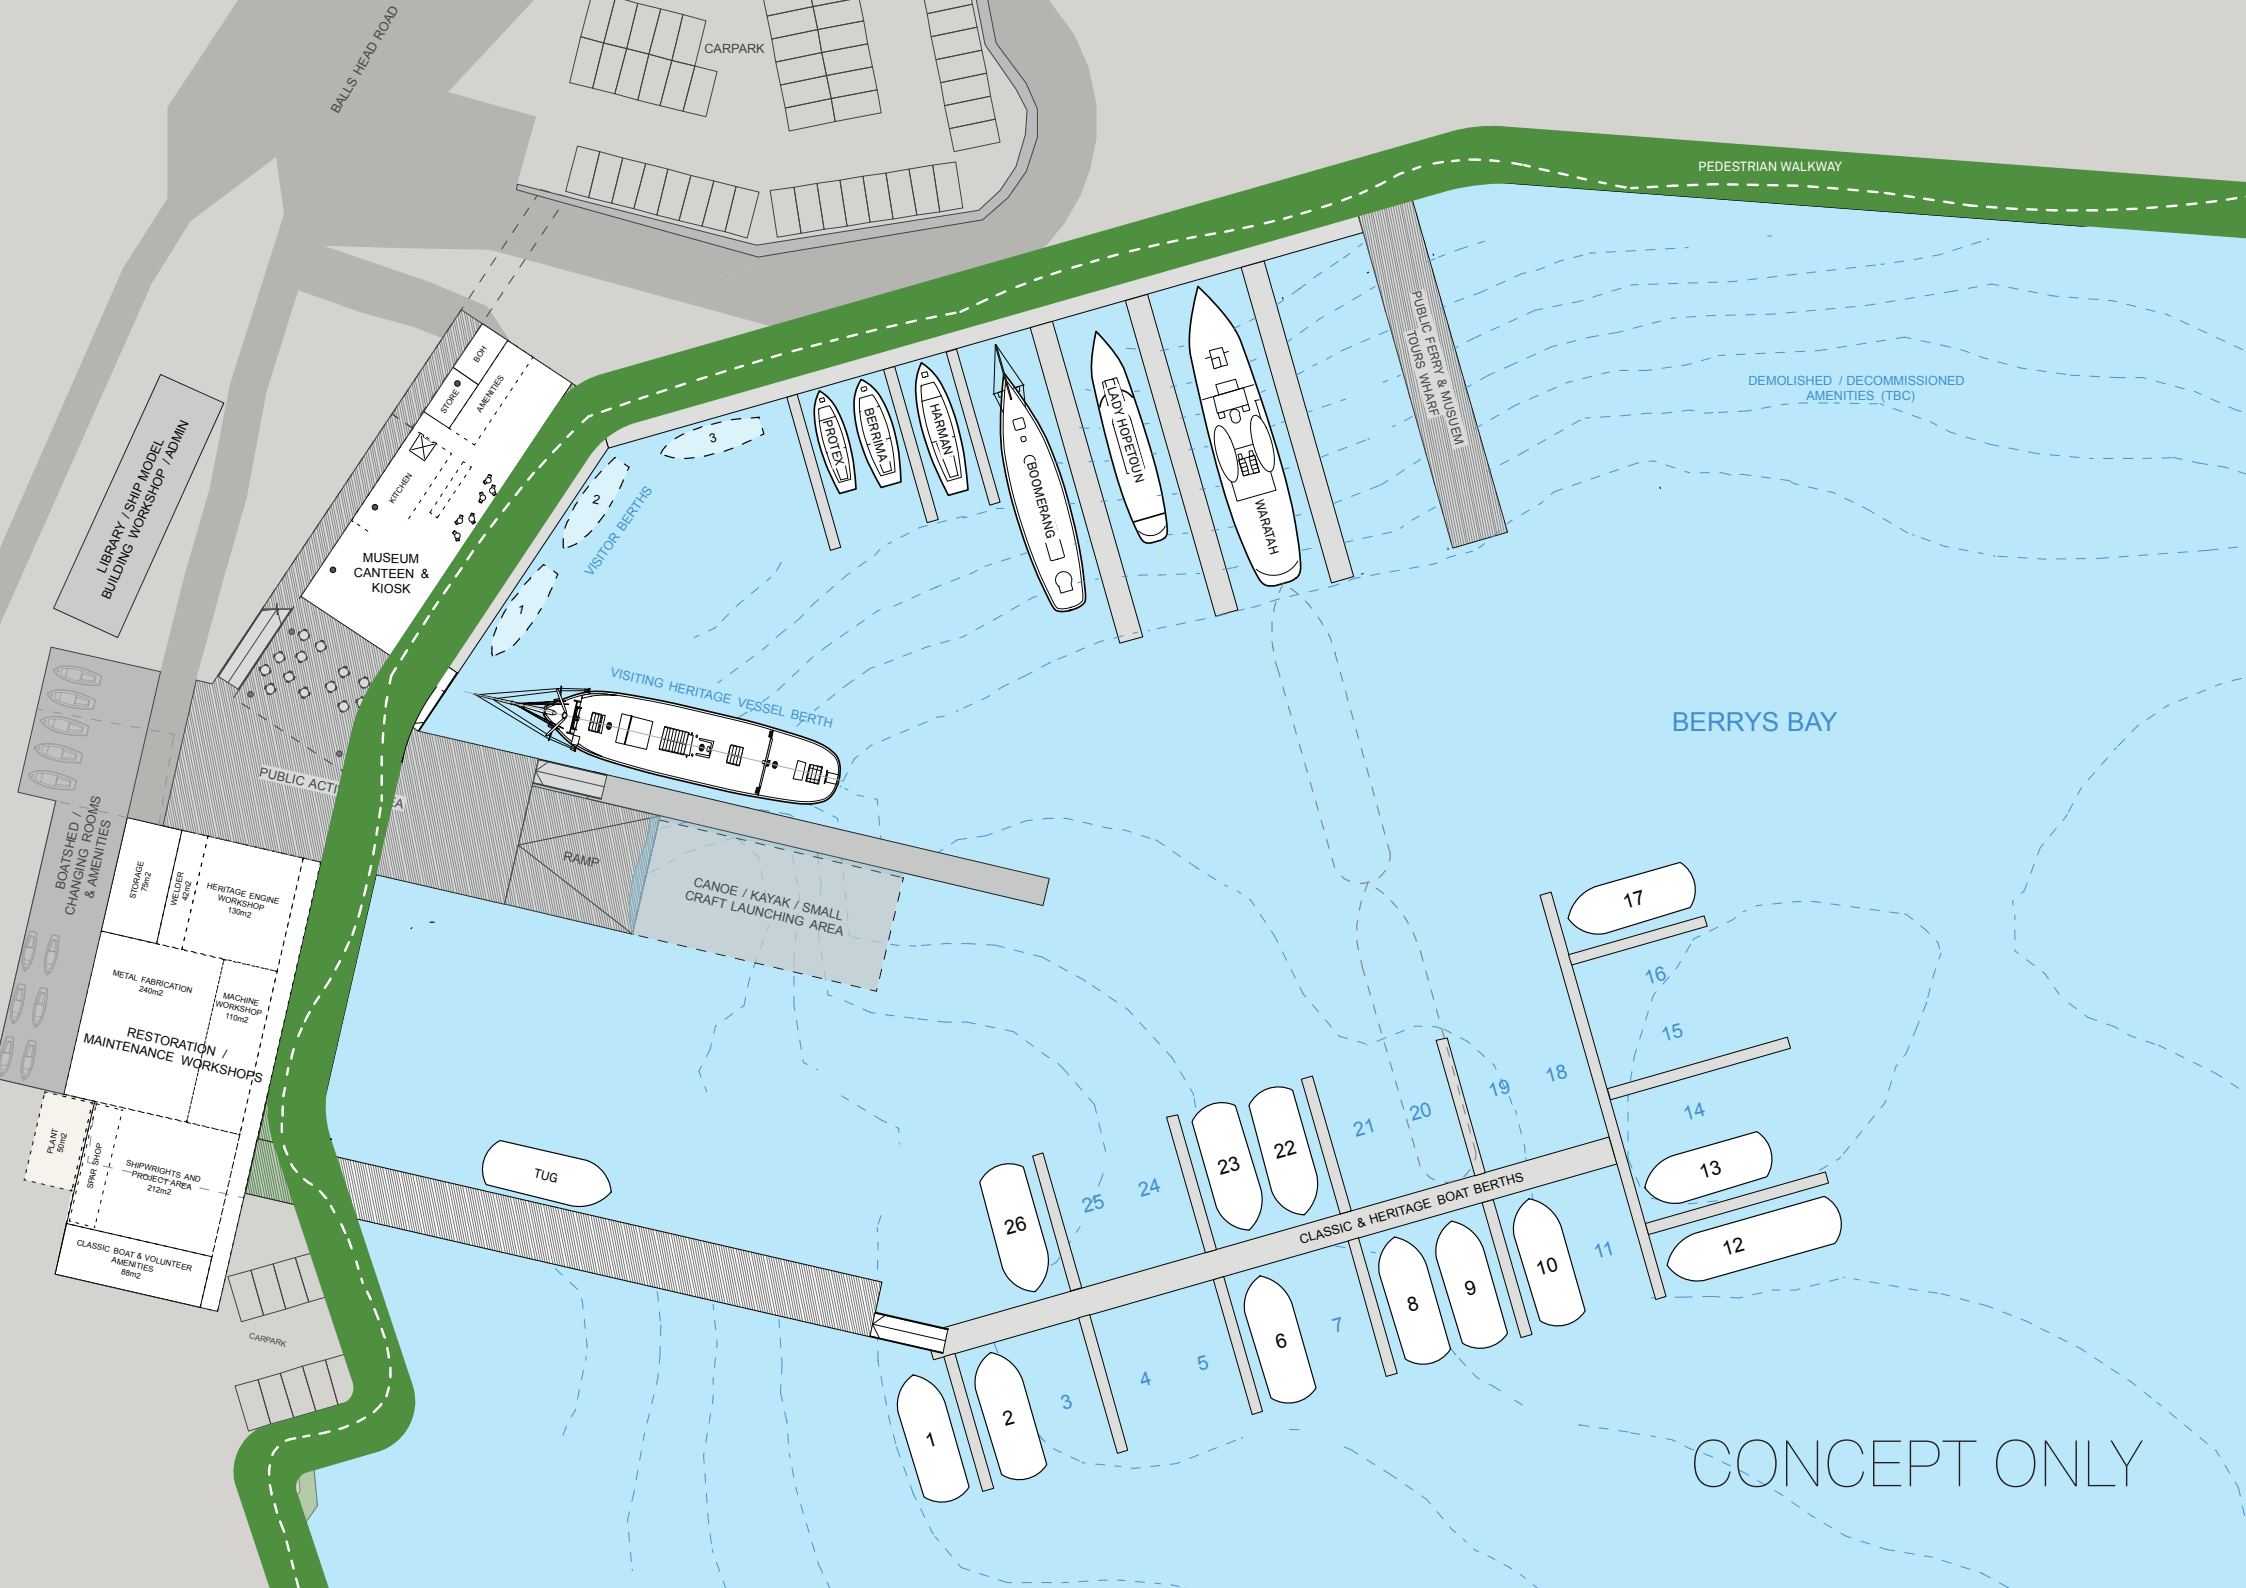 BALLS HEAD ROAD
CARPARK
PEDESTRIAN WALKWAY
BOH
STORE
AMENITIES
KITCHEN
MUSEUM
CANTEEN &
KIOSK
LIBRARY / SHIP MODEL
BUILDING WORKSHOP / ADMIN
3
2
1
VISITOR BERTHS
PROTEX
BERRIMA
HARMAN
BOOMERANG
LADY HOPETOUN
WARATAH
PUBLIC FERRY & MUSUEM
TOURS WHARF
DEMOLISHED / DECOMMISSIONED
AMENITIES (TBC)
VISITING HERITAGE VESSEL BERTH
BERRYS BAY
PUBLIC ACTI
EA
RAMP
CANOE / KAYAK / SMALL
CRAFT LAUNCHING AREA
BOATSHED /
CHANGING ROOMS
& AMENITIES
STORAGE
75m2
WELDER
42m2
HERITAGE ENGINE
WORKSHOP
130m2
METAL FABRICATION
240m2
MACHINE
WORKSHOP
110m2
RESTORATION /
MAINTENANCE WORKSHOPS
PLANT
50m2
SPAR SHOP
SHIPWRIGHTS AND
PROJECT AREA
212m2
CLASSIC BOAT & VOLUNTEER
AMENITIES
88m2
CARPARK
TUG
CLASSIC & HERITAGE BOAT BERTHS
17
16
15
14
13
12
18
19
20
21
22
23
24
25
26
11
10
9
8
7
6
5
4
3
2
1
CONCEPT ONLY